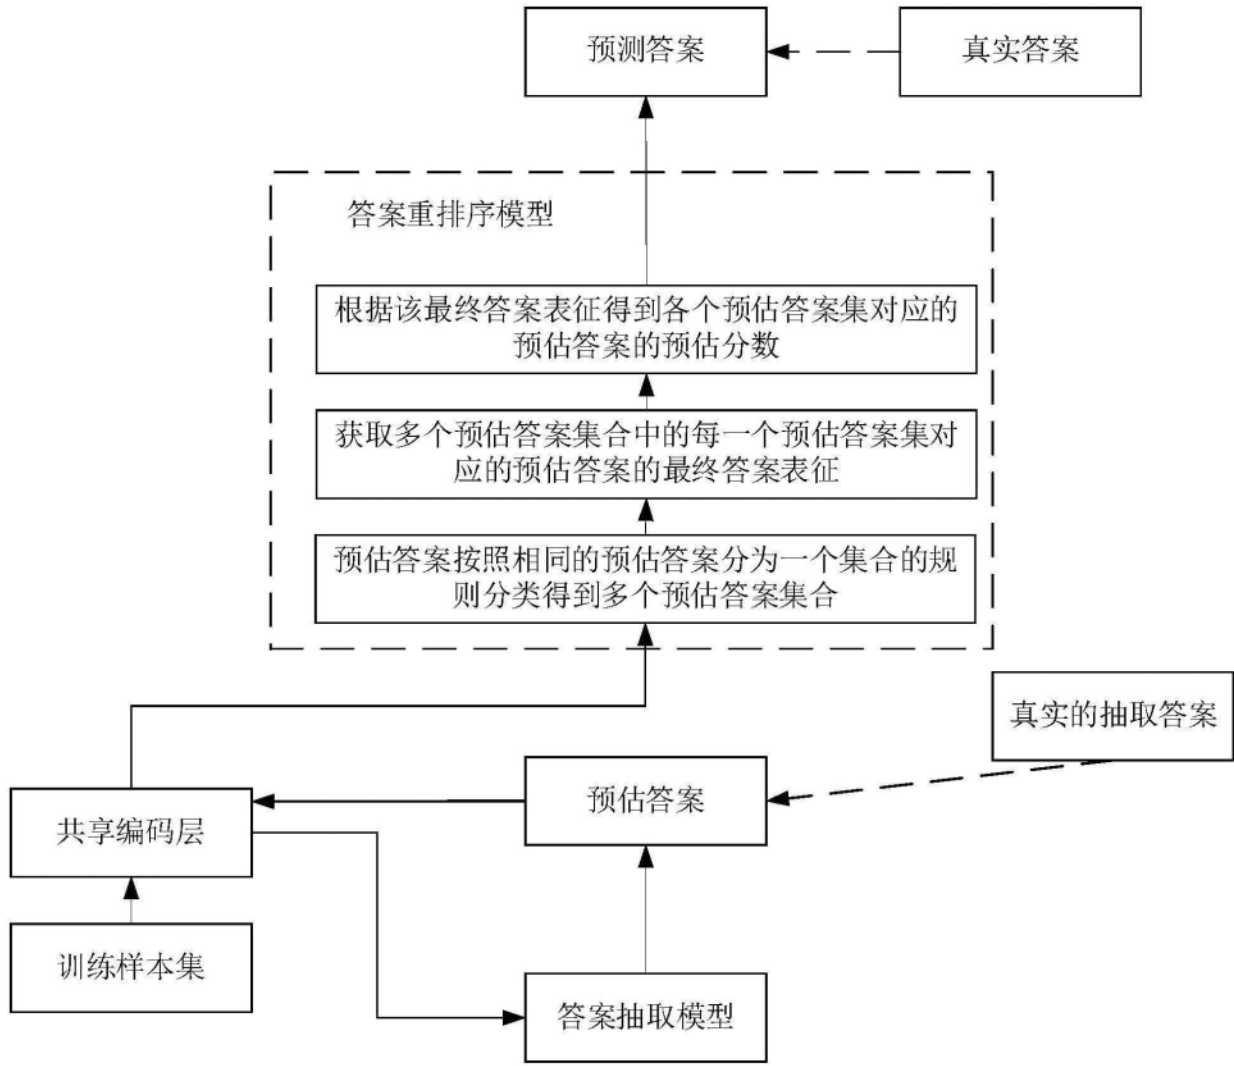 预测答案
真实答案
答案重排序模型
根据该最终答案表征得到各个预估答案集对应的
预估答案的预估分数
获取多个预估答案集合中的每一个预估答案集对
应的预估答案的最终答案表征
预估答案按照相同的预估答案分为一个集合的规
则分类得到多个预估答案集合
真实的抽取答案
预估答案
共享编码层
训练样本集
答案抽取模型